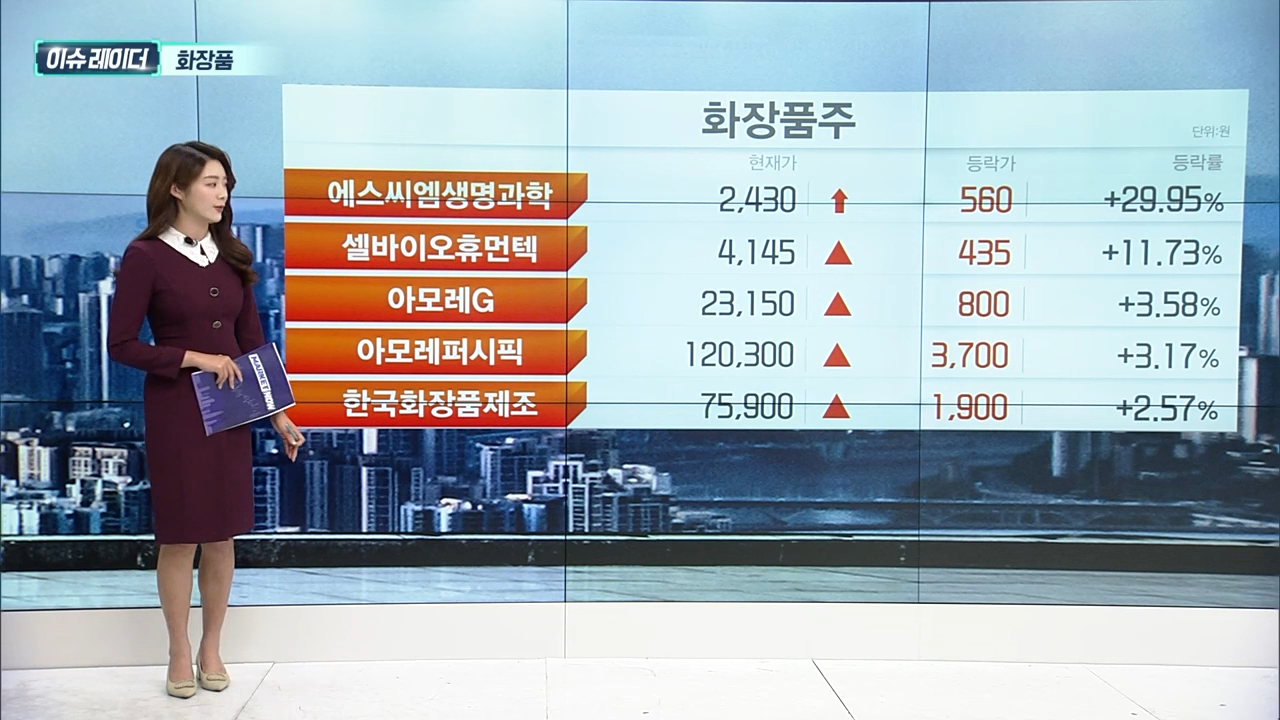 이슈 레이더 화장품
화장품주
단위:원
현재가 등락가 등락률
에스씨엠생명과학 2,430 560 +29.95%
셀바이오휴먼텍 4,145 435 +11.73%
아모레G 23,150 800 +3.58%
아모레퍼시픽 120,300 3,700 +3.17%
한국화장품제조 75,900 1,900 +2.57%
MARKET NOW